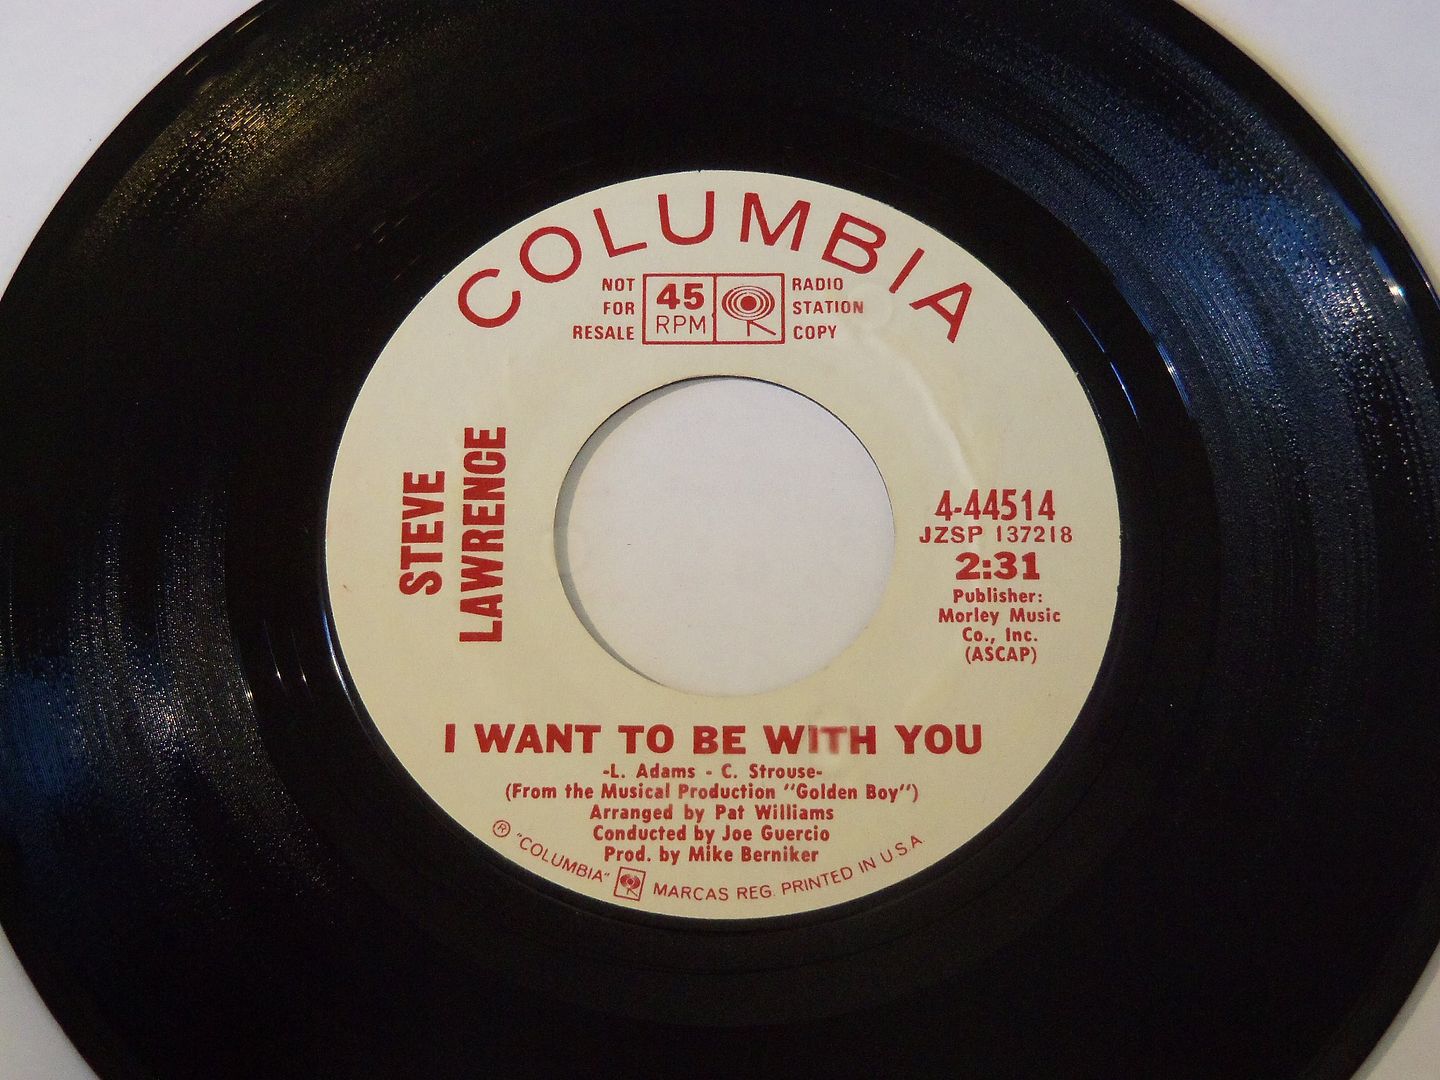 COLUMBIA
NOT
FOR
RESALE
45
RPM
RADIO
STATION
COPY
STEVE
LAWRENCE
4-44514
JZSP 137218
2:31
Publisher:
Morley Music
Co., Inc.
(ASCAP)
I WANT TO BE WITH YOU
-L. Adams - C. Strouse-
(From the Musical Production "Golden Boy")
Arranged by Pat Williams
Conducted by Joe Guercio
Prod. by Mike Berniker
® "COLUMBIA" MARCAS REG. PRINTED IN U.S.A.